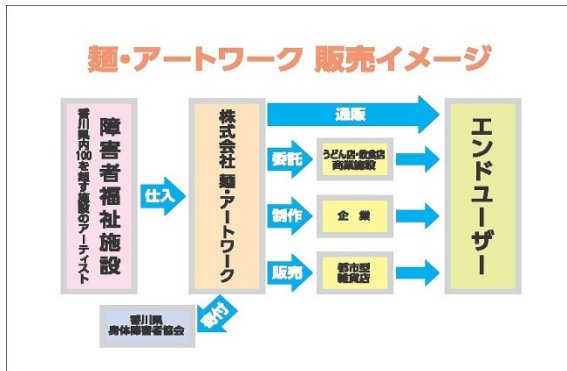 麺・アートワーク 販売イメージ
障害者福祉施設
香川県内100を超す施設のアーティスト
仕入
株式会社 麺・アートワーク
通販
委託
うどん店・飲食店
商業施設
制作
企業
販売
都市型
雑貨店
エンドユーザー
寄付
香川県
身体障害者協会